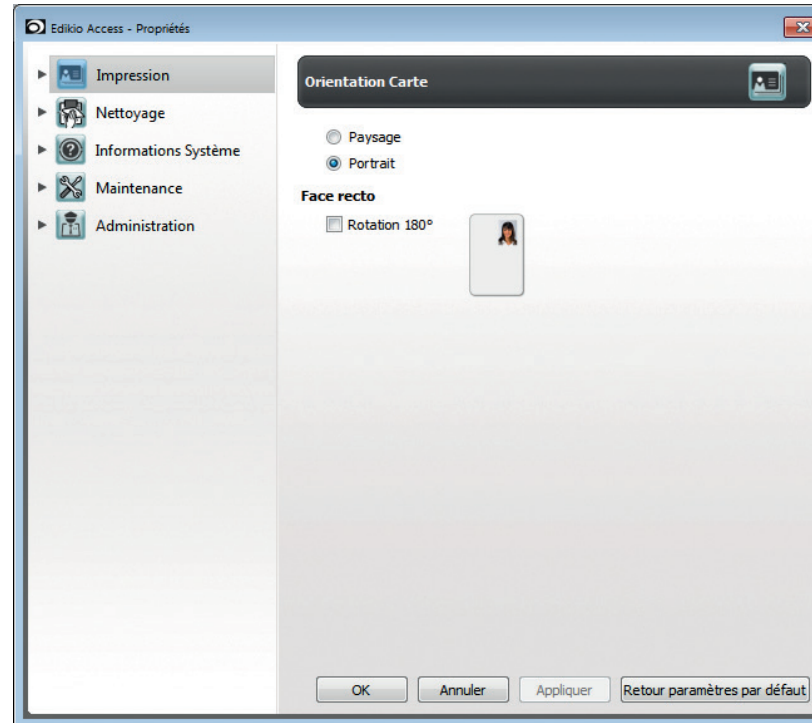 Edikio Access - Propriétés
Impression
Nettoyage
Informations Système
Maintenance
Administration
Orientation Carte
Paysage
Portrait
Face recto
Rotation 180°
OK
Annuler
Appliquer
Retour paramètres par défaut